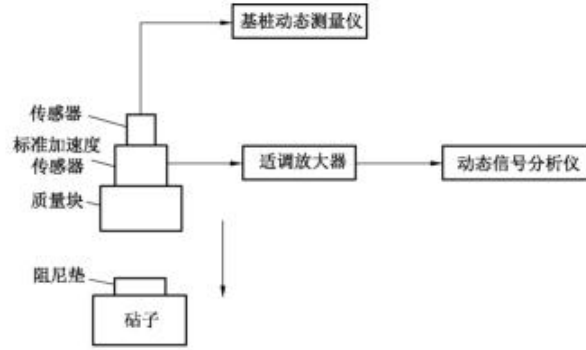 基桩动态测量仪
传感器
标准加速度
传感器
适调放大器
动态信号分析仪
质量块
阻尼垫
砧子